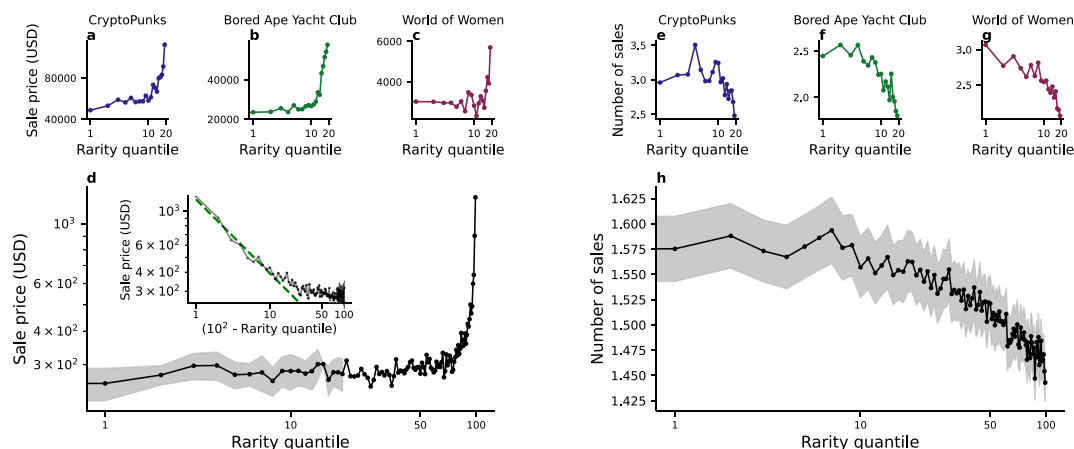 CryptoPunks
Bored Ape Yacht Club
World of Women
a
b
c
Sale price (USD)
80000
40000
1
10
20
Rarity quantile
40000
20000
1
10
20
Rarity quantile
6000
4000
1
10
20
Rarity quantile
d
Sale price (USD)
10³
6 × 10²
4 × 10²
3 × 10²
1
10
50
100
Rarity quantile
Sale price (USD)
10³
6 × 10²
4 × 10²
3 × 10²
1
10
50
100
(10² - Rarity quantile)
CryptoPunks
Bored Ape Yacht Club
World of Women
e
f
g
Number of sales
3.5
3.0
2.5
1
10
20
Rarity quantile
2.5
2.0
1
10
20
Rarity quantile
3.0
2.5
1
10
20
Rarity quantile
h
Number of sales
1.625
1.600
1.575
1.550
1.525
1.500
1.475
1.450
1.425
1
10
50
100
Rarity quantile